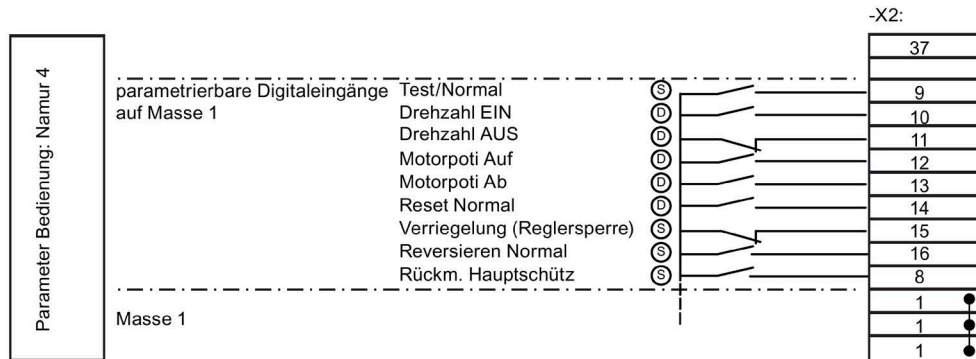 -X2:
37
Parameter Bedienung: Namur 4
parametrierbare Digitaleingänge
auf Masse 1
Test/Normal S 9
Drehzahl EIN D 10
Drehzahl AUS D 11
Motorpoti Auf D 12
Motorpoti Ab D 13
Reset Normal D 14
Verriegelung (Reglersperre) S 15
Reversieren Normal S 16
Rückm. Hauptschütz S 8
Masse 1 1
1
1